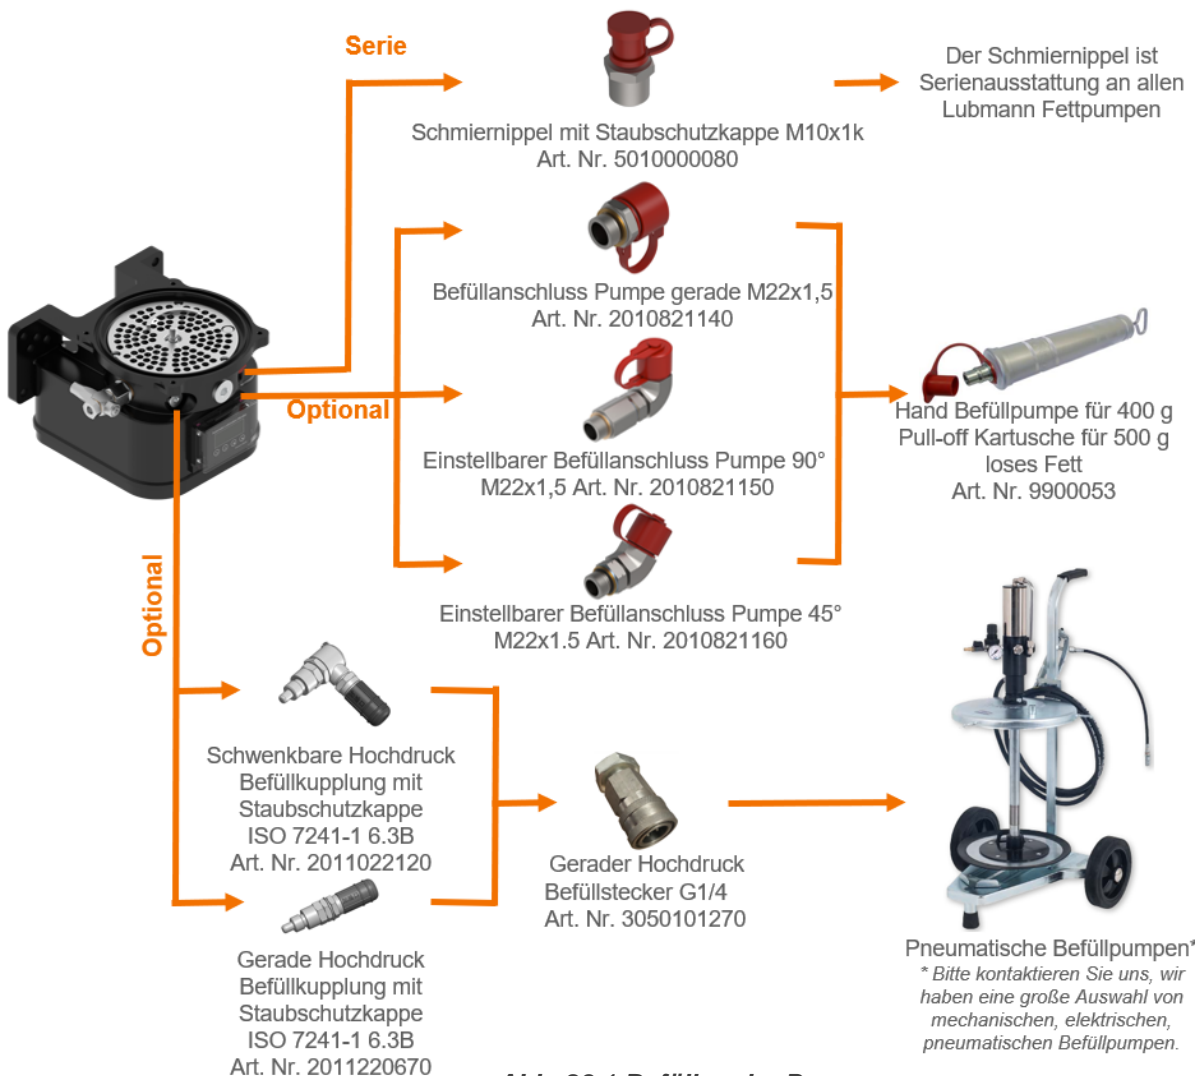 Serie
Schmiernippel mit Staubschutzkappe M10x1k
Art. Nr. 5010000080
Der Schmiernippel ist
Serienausstattung an allen
Lubmann Fettpumpen
Optional
Befüllanschluss Pumpe gerade M22x1,5
Art. Nr. 2010821140
Einstellbarer Befüllanschluss Pumpe 90°
M22x1,5 Art. Nr. 2010821150
Einstellbarer Befüllanschluss Pumpe 45°
M22x1.5 Art. Nr. 2010821160
Hand Befüllpumpe für 400 g
Pull-off Kartusche für 500 g
loses Fett
Art. Nr. 9900053
Optional
Schwenkbare Hochdruck
Befüllkupplung mit
Staubschutzkappe
ISO 7241-1 6.3B
Art. Nr. 2011022120
Gerade Hochdruck
Befüllkupplung mit
Staubschutzkappe
ISO 7241-1 6.3B
Art. Nr. 2011220670
Gerader Hochdruck
Befüllstecker G1/4
Art. Nr. 3050101270
Pneumatische Befüllpumpen*
* Bitte kontaktieren Sie uns, wir
haben eine große Auswahl von
mechanischen, elektrischen,
pneumatischen Befüllpumpen.